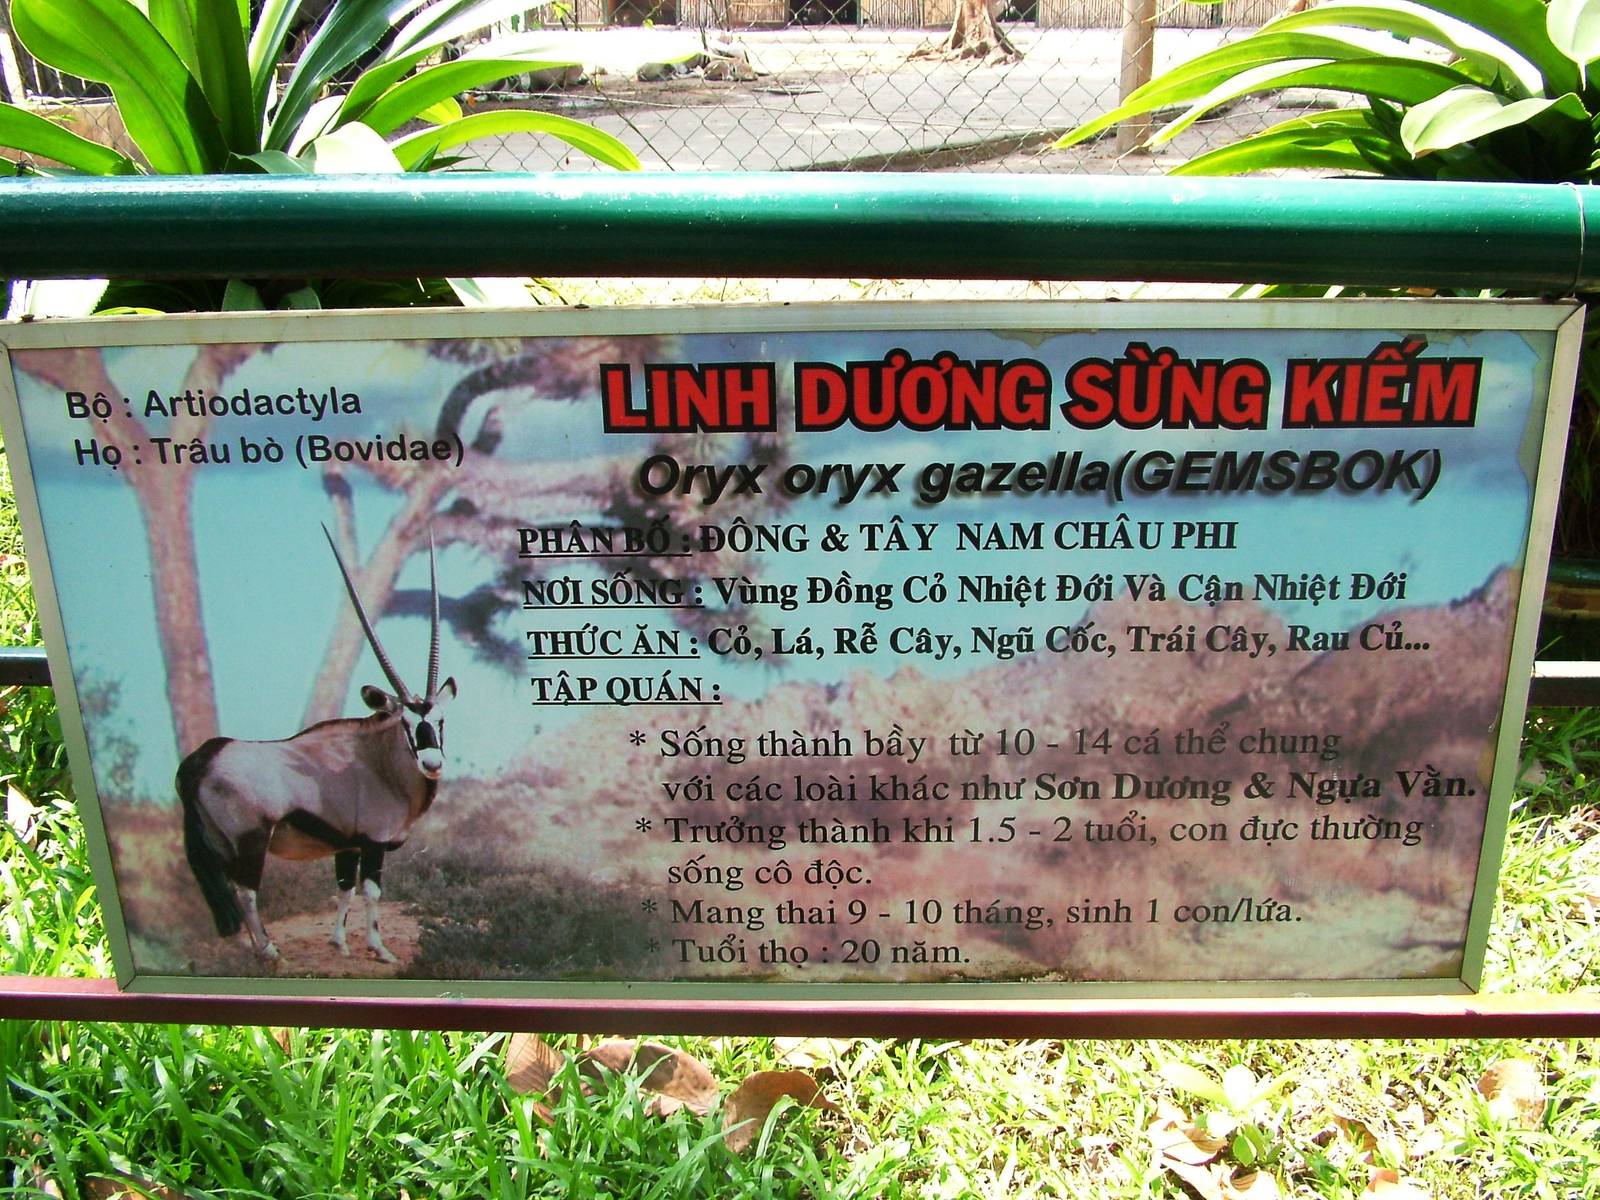 Bộ : Artiodactyla
Họ : Trâu bò (Bovidae)
LINH DƯƠNG SỪNG KIẾM
Oryx oryx gazella(GEMSBOK)
PHÂN BỐ : ĐÔNG & TÂY NAM CHÂU PHI
NƠI SỐNG : Vùng Đồng Cỏ Nhiệt Đới Và Cận Nhiệt Đới
THỨC ĂN : Cỏ, Lá, Rễ Cây, Ngũ Cốc, Trái Cây, Rau Củ...
TẬP QUÁN :
* Sống thành bầy từ 10 - 14 cá thể chung
với các loài khác như Sơn Dương & Ngựa Vằn.
* Trưởng thành khi 1.5 - 2 tuổi, con đực thường
sống cô độc.
* Mang thai 9 - 10 tháng, sinh 1 con/lứa.
* Tuổi thọ : 20 năm.